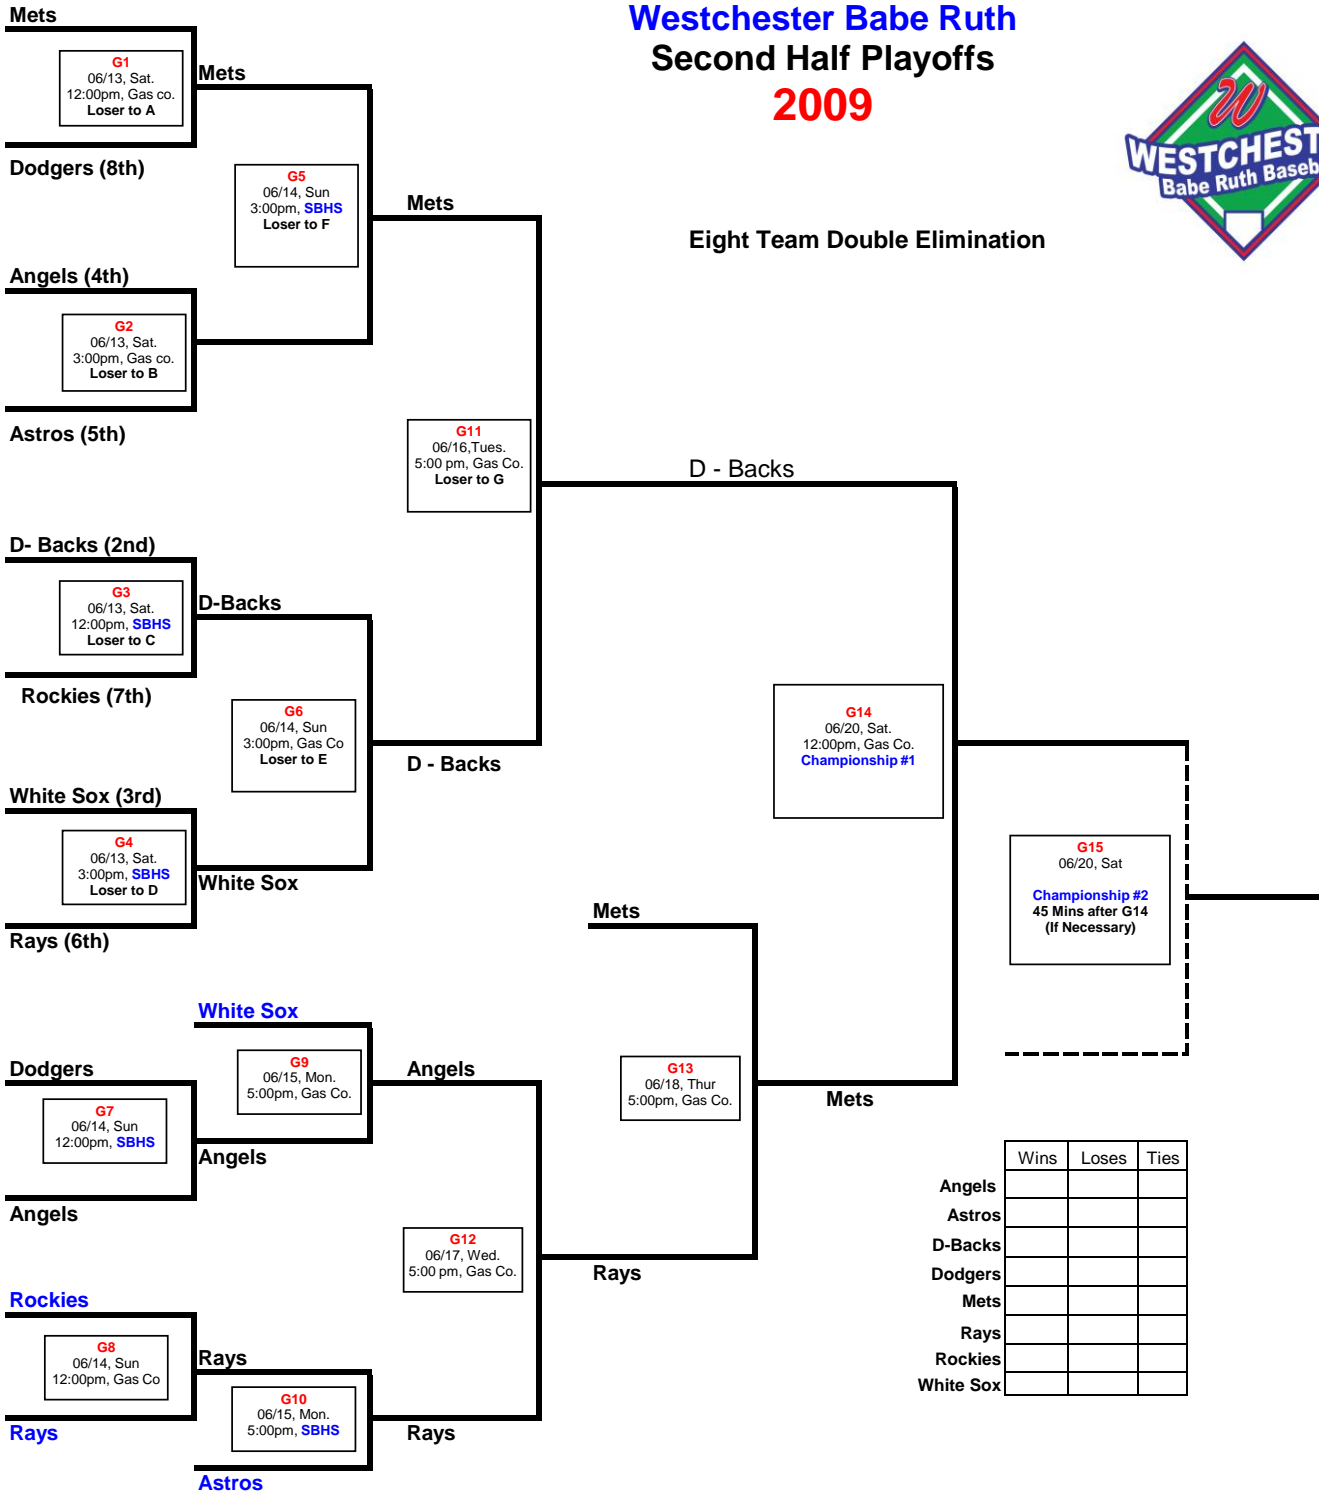 Westchester Babe Ruth
Second Half Playoffs
2009
W
WESTCHEST
Babe Ruth Baseb
Eight Team Double Elimination
Mets
G1
06/13, Sat.
12:00pm, Gas co.
Loser to A
Mets
Dodgers (8th)
G5
06/14, Sun
3:00pm, SBHS
Loser to F
Mets
Angels (4th)
G2
06/13, Sat.
3:00pm, Gas co.
Loser to B
Astros (5th)
G11
06/16,Tues.
5:00 pm, Gas Co.
Loser to G
D - Backs
D- Backs (2nd)
G3
06/13, Sat.
12:00pm, SBHS
Loser to C
D-Backs
Rockies (7th)
G6
06/14, Sun
3:00pm, Gas Co
Loser to E
D - Backs
G14
06/20, Sat.
12:00pm, Gas Co.
Championship #1
White Sox (3rd)
G4
06/13, Sat.
3:00pm, SBHS
Loser to D
White Sox
Rays (6th)
G15
06/20, Sat
Championship #2
45 Mins after G14
(If Necessary)
Mets
White Sox
G9
06/15, Mon.
5:00pm, Gas Co.
Angels
Dodgers
G7
06/14, Sun
12:00pm, SBHS
Angels
Angels
G13
06/18, Thur
5:00pm, Gas Co.
Mets
G12
06/17, Wed.
5:00 pm, Gas Co.
Rays
Rockies
G8
06/14, Sun
12:00pm, Gas Co
Rays
Rays
G10
06/15, Mon.
5:00pm, SBHS
Rays
Astros
Wins Loses Ties
Angels
Astros
D-Backs
Dodgers
Mets
Rays
Rockies
White Sox